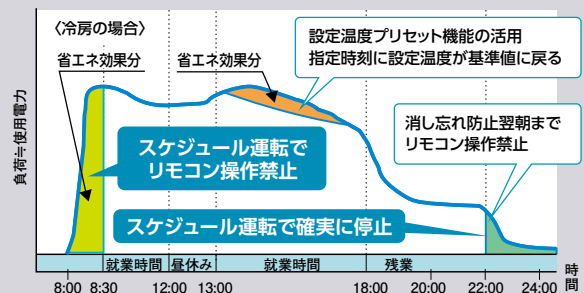 〈冷房の場合〉
省エネ効果分
省エネ効果分
設定温度プリセット機能の活用
指定時刻に設定温度が基準値に戻る
消し忘れ防止翌朝まで
リモコン操作禁止
スケジュール運転で
リモコン操作禁止
スケジュール運転で確実に停止
負荷≒使用電力
就業時間
昼休み
就業時間
残業
時間
8:00
8:30
12:00
13:00
18:00
20:00
22:00
24:00